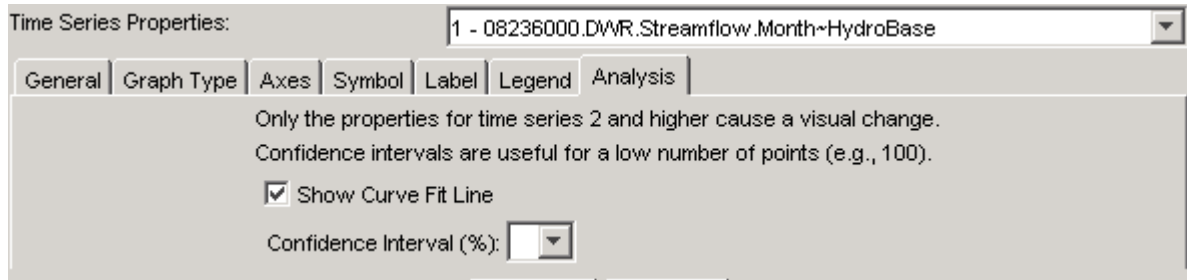 Time Series Properties: 1 - 08236000.DWR.Streamflow.Month~HydroBase
General Graph Type Axes Symbol Label Legend Analysis
Only the properties for time series 2 and higher cause a visual change.
Confidence intervals are useful for a low number of points (e.g., 100).
Show Curve Fit Line
Confidence Interval (%):